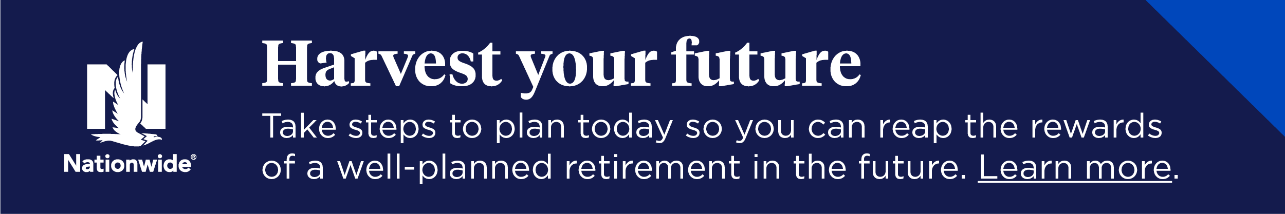 Harvest your future
Take steps to plan today so you can reap the rewards
of a well-planned retirement in the future. Learn more.
N
Nationwide®